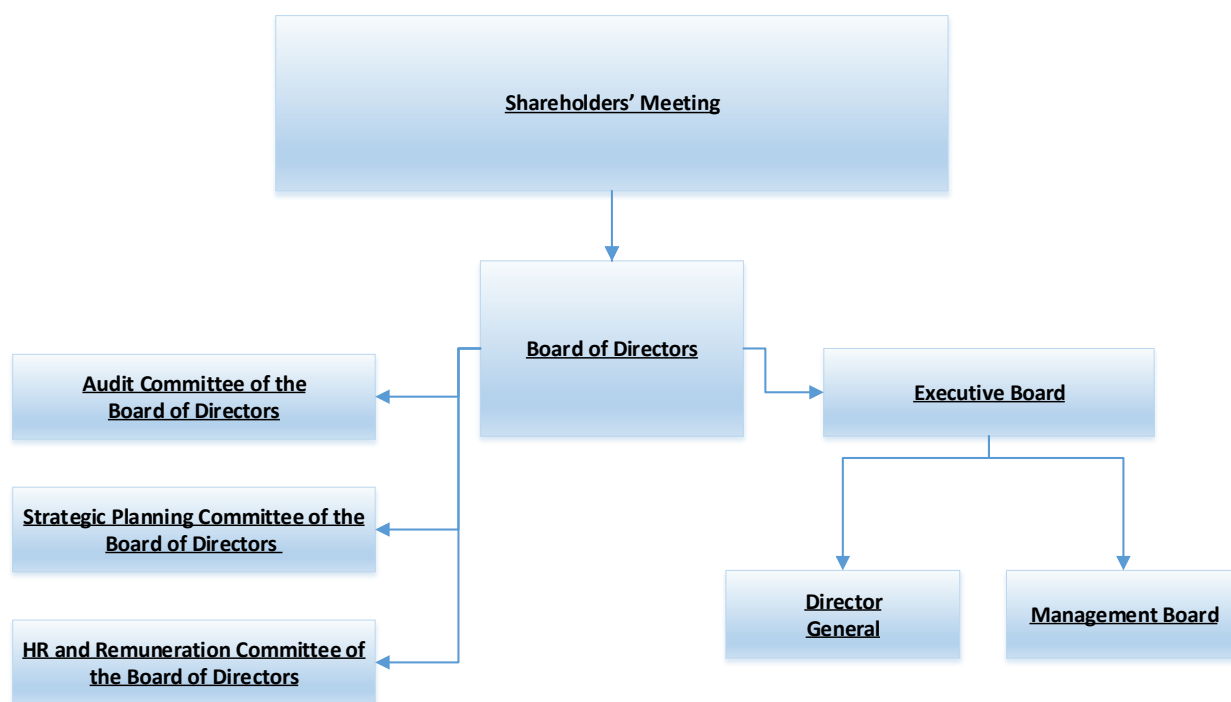 Shareholders’ Meeting
Board of Directors
Audit Committee of the
Board of Directors
Executive Board
Strategic Planning Committee of the
Board of Directors
Director
General
Management Board
HR and Remuneration Committee of
the Board of Directors